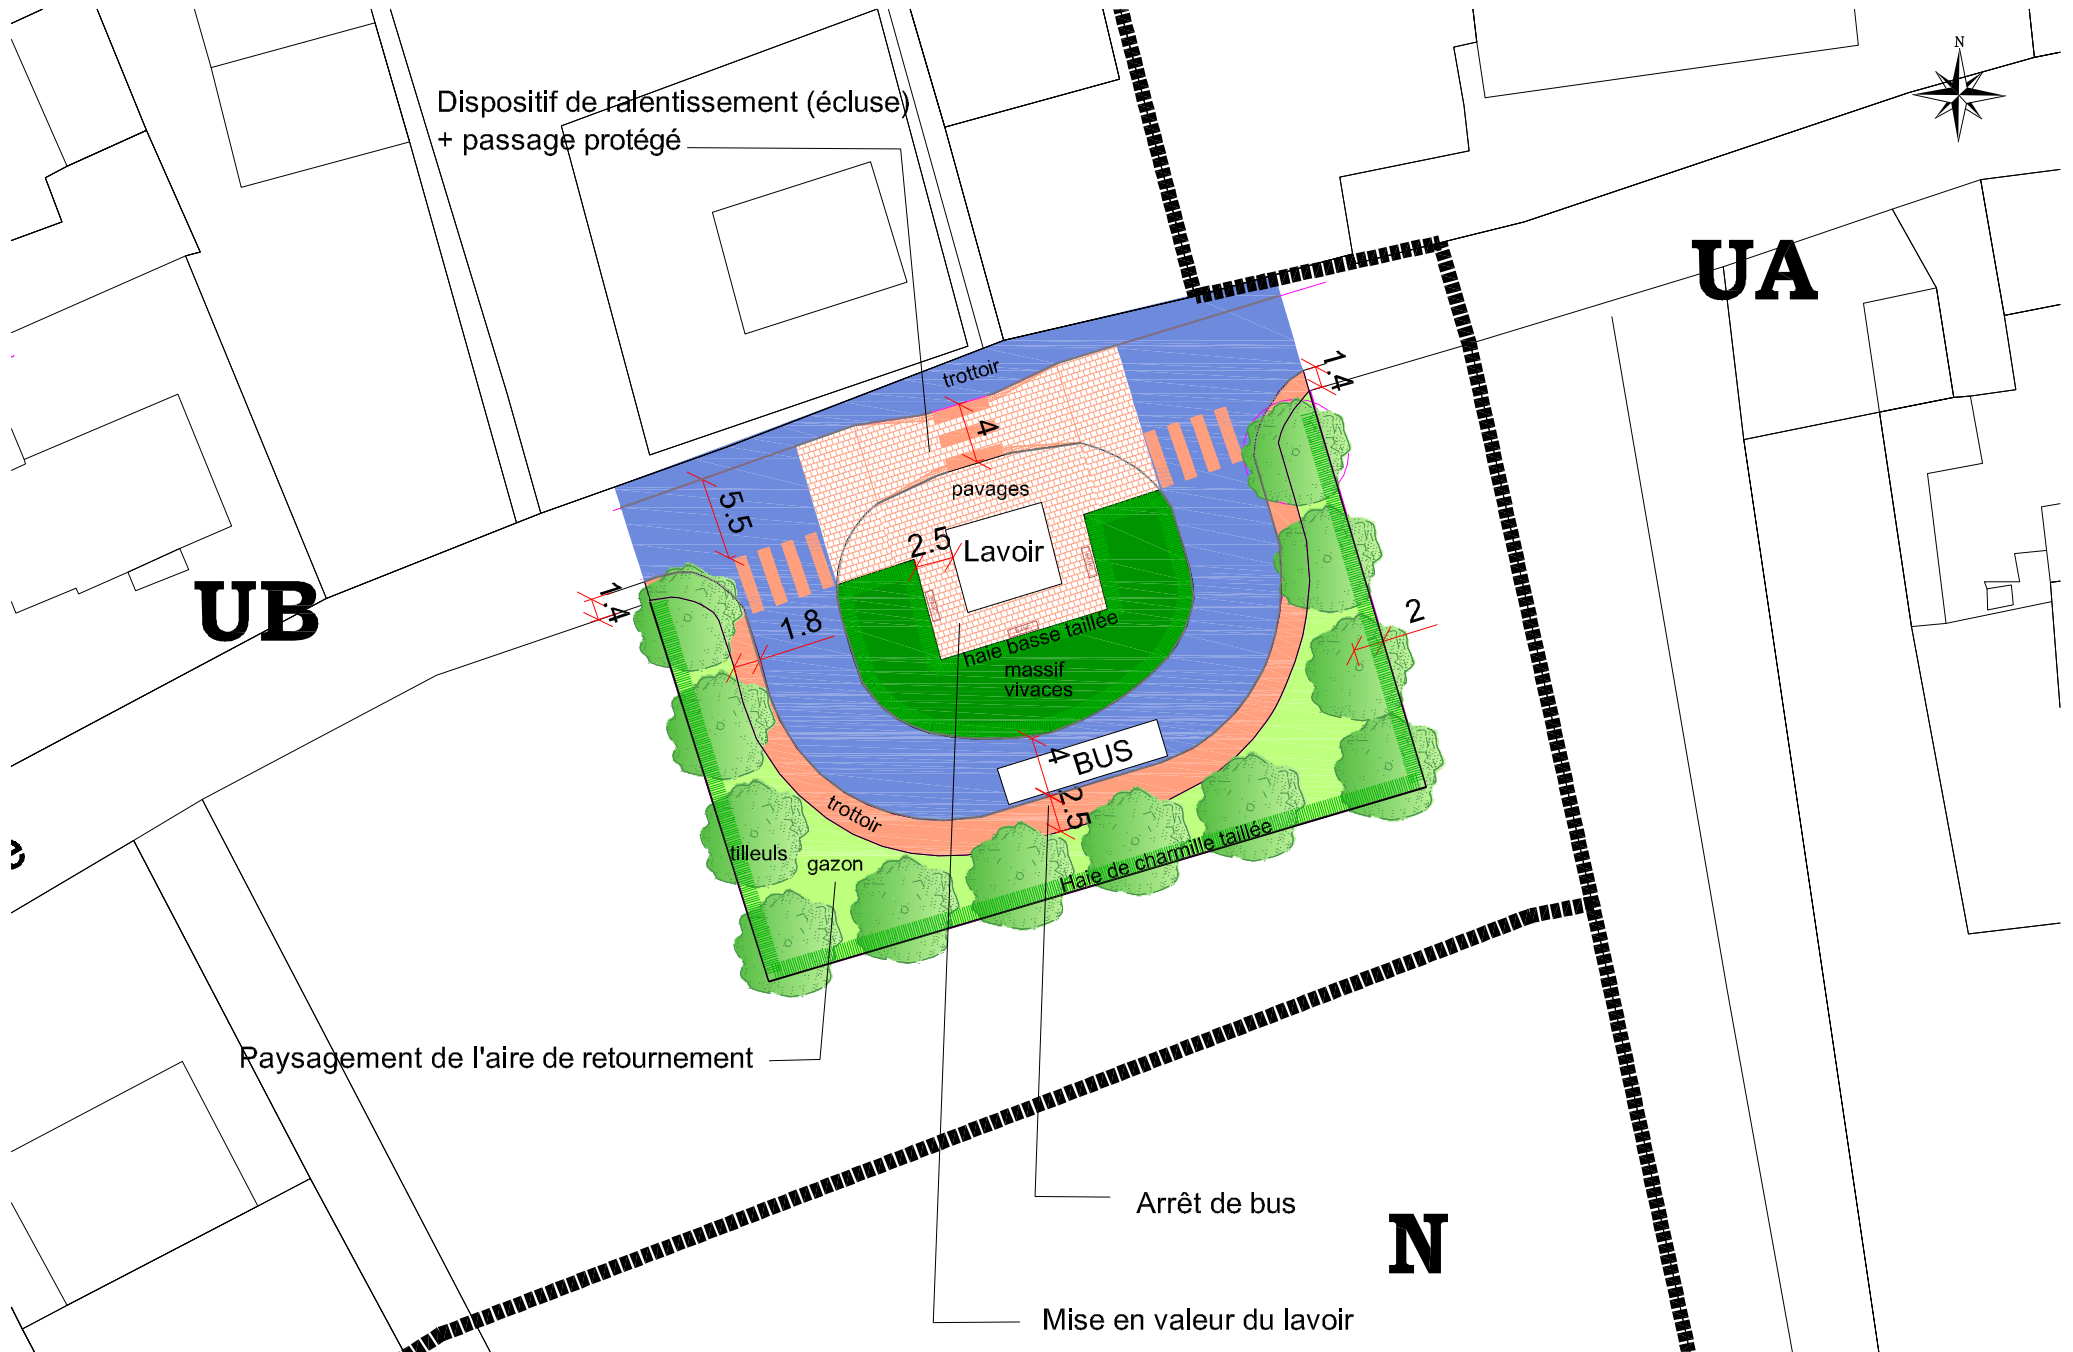 N
Dispositif de ralentissement (écluse)
+ passage protégé
UA
trottoir
1.4
4
5.5
pavages
2.5
Lavoir
UB
1.4
1.8
2
haie basse taillée
massif
vivaces
4
BUS
2.5
trottoir
tilleuls
gazon
Haie de charmille taillée
e
Paysagement de l'aire de retournement
Arrêt de bus
N
Mise en valeur du lavoir